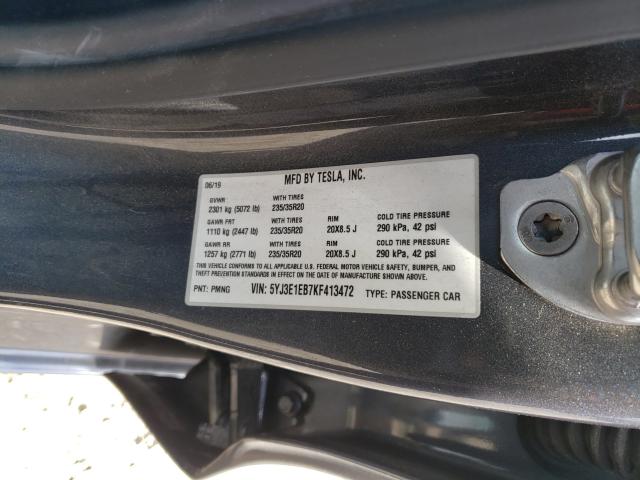 06/19 MFD BY TESLA, INC.
GVWR WITH TIRES
2301 kg (5072 lb) 235/35R20
GAWR FRT WITH TIRES RIM COLD TIRE PRESSURE
1110 kg (2447 lb) 235/35R20 20X8.5 J 290 kPa, 42 psi
GAWR RR WITH TIRES RIM COLD TIRE PRESSURE
1257 kg (2771 lb) 235/35R20 20X8.5 J 290 kPa, 42 psi
THIS VEHICLE CONFORMS TO ALL APPLICABLE U.S. FEDERAL MOTOR VEHICLE SAFETY, BUMPER, AND
THEFT PREVENTION STANDARDS IN EFFECT ON THE DATE OF MANUFACTURE SHOWN ABOVE.
PNT: PMNG VIN: 5YJ3E1EB7KF413472 TYPE: PASSENGER CAR